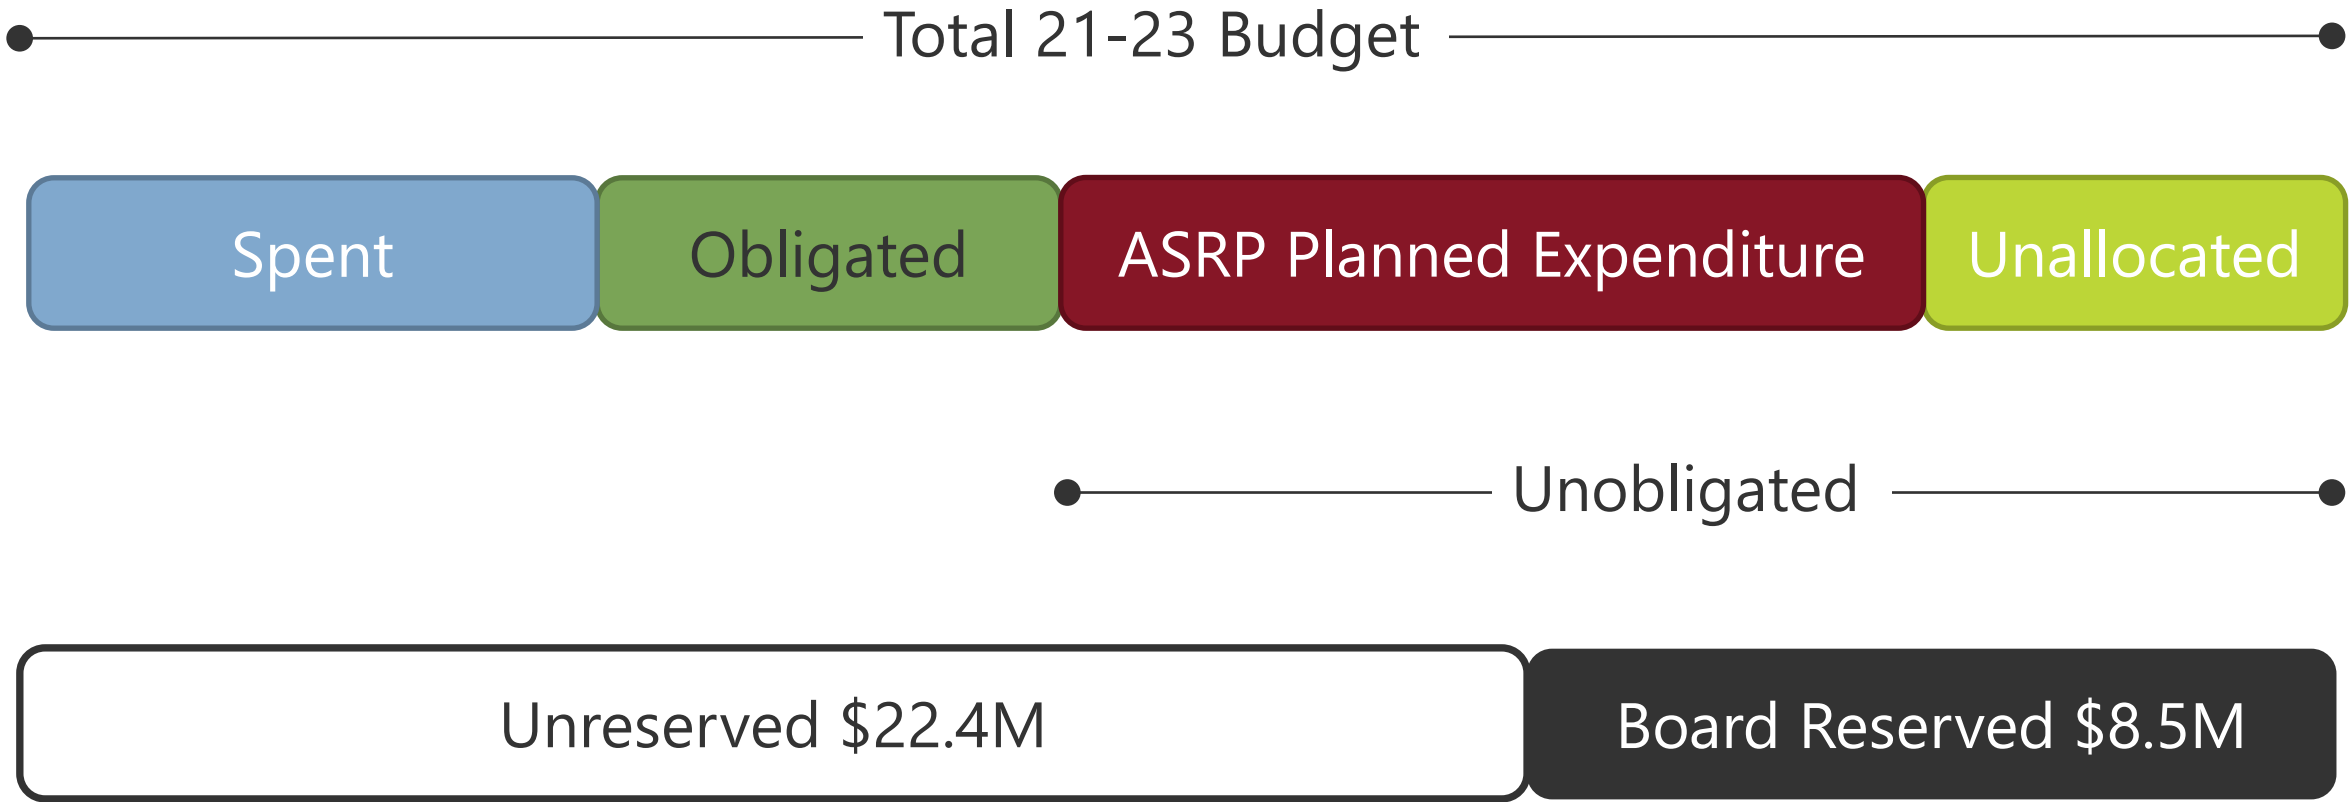 Total 21-23 Budget
Spent
Obligated
ASRP Planned Expenditure
Unallocated
Unobligated
Unreserved $22.4M
Board Reserved $8.5M